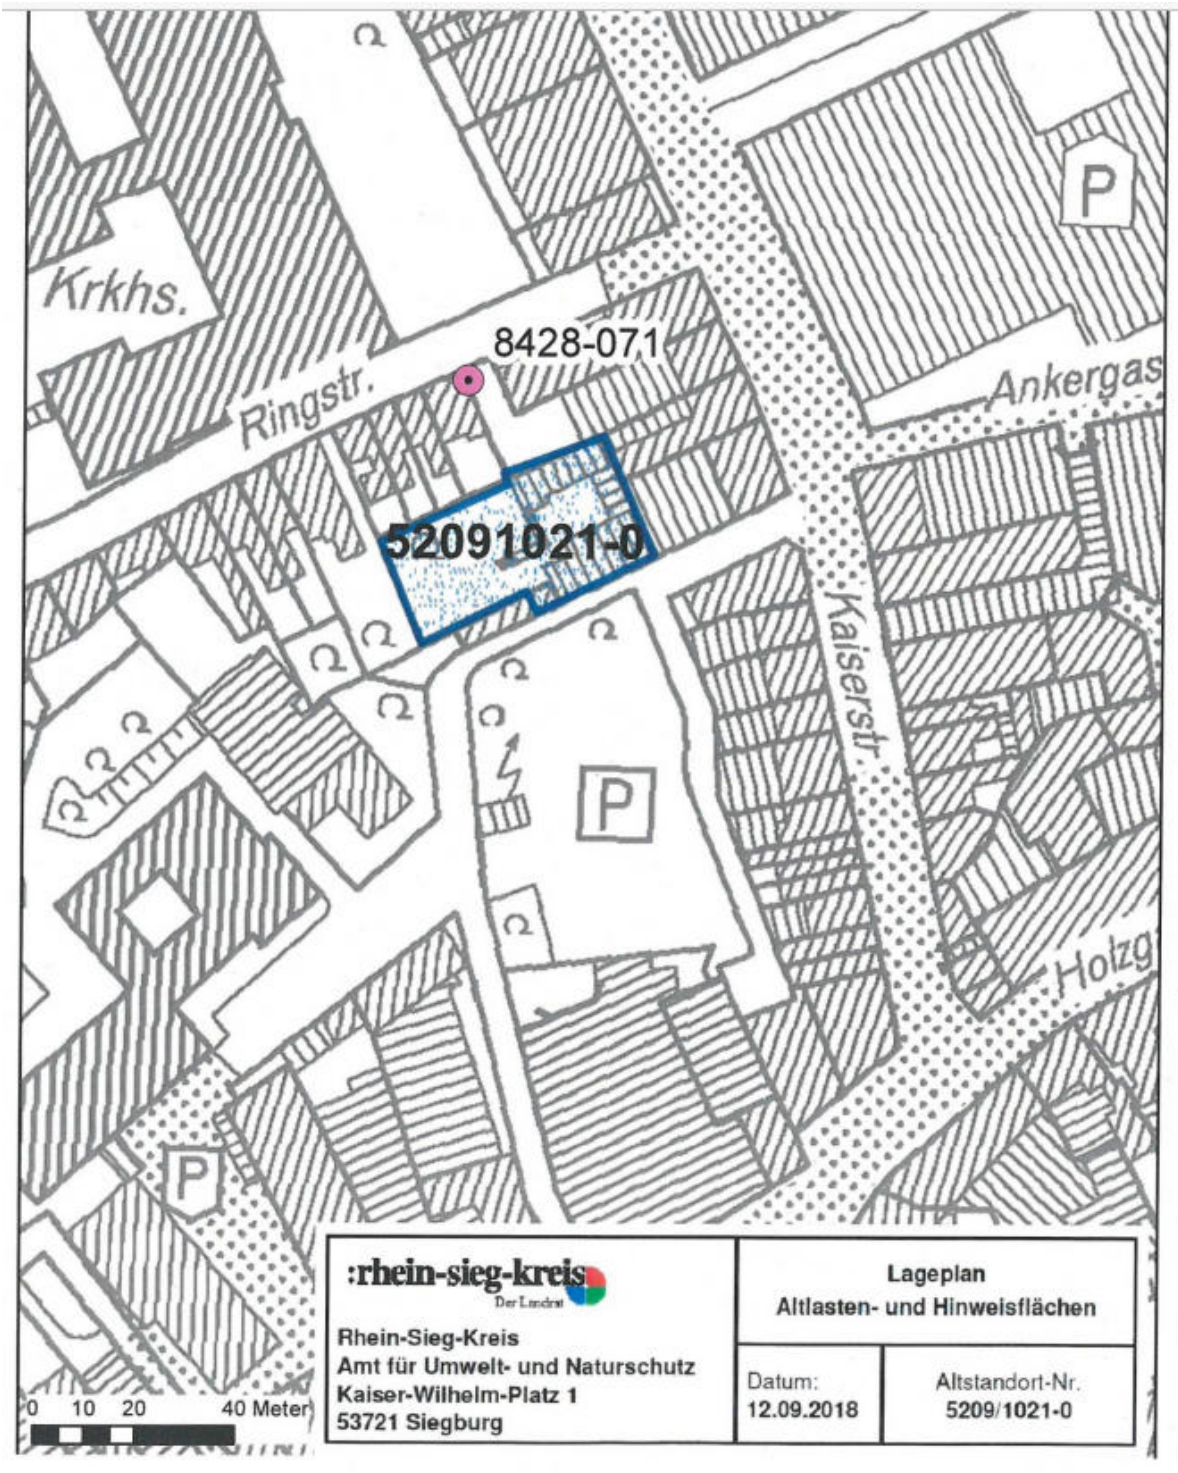 Krkhs.
P
8428-071
Ringstr.
Ankergas
52091021-0
Kaiserstr
P
Holzg
P
:rhein-sieg-kreis
Der Landrat
Rhein-Sieg-Kreis
Amt für Umwelt- und Naturschutz
Kaiser-Wilhelm-Platz 1
53721 Siegburg
Lageplan
Altlasten- und Hinweisflächen
Datum:
12.09.2018
Altstandort-Nr.
5209/1021-0
0 10 20 40 Meter